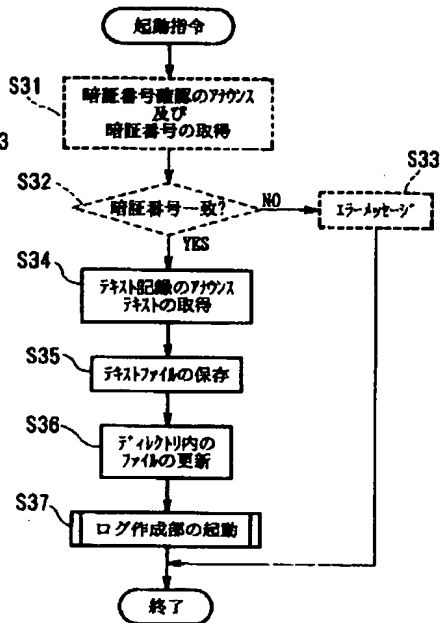 起動指令
S31
暗証番号確認のアナウンス
及び
暗証番号の取得
3
S32
暗証番号一致?
NO
S33
エラーメッセージ
YES
S34
テキスト記録のアナウンス
テキストの取得
S35
テキストファイルの保存
S36
ディレクトリ内の
ファイルの更新
S37
ログ作成部の起動
終了